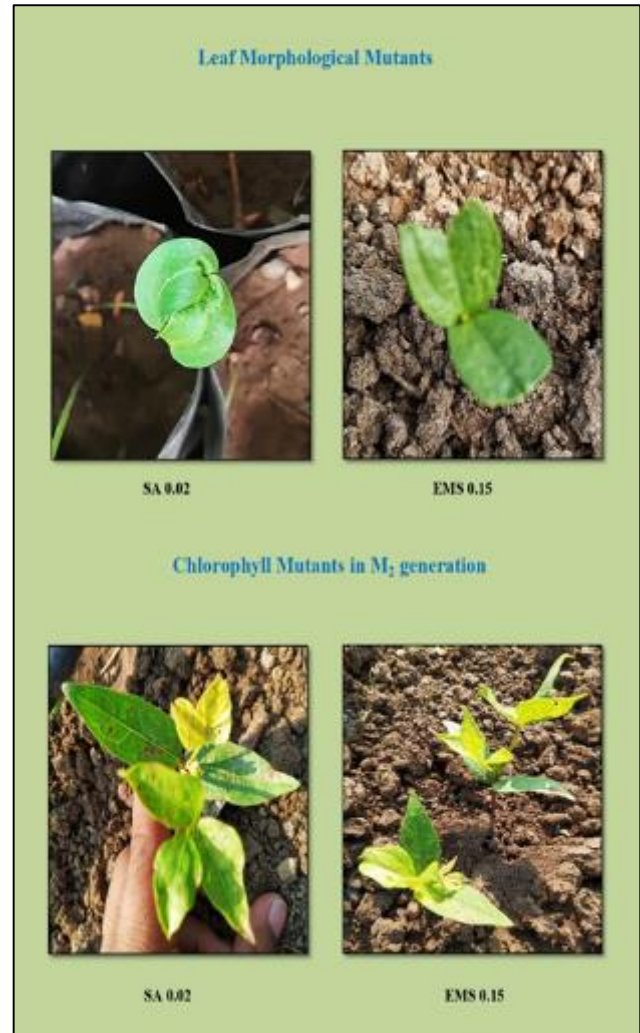 Leaf Morphological Mutants
SA 0.02 EMS 0.15
Chlorophyll Mutants in M₂ generation
SA 0.02 EMS 0.15